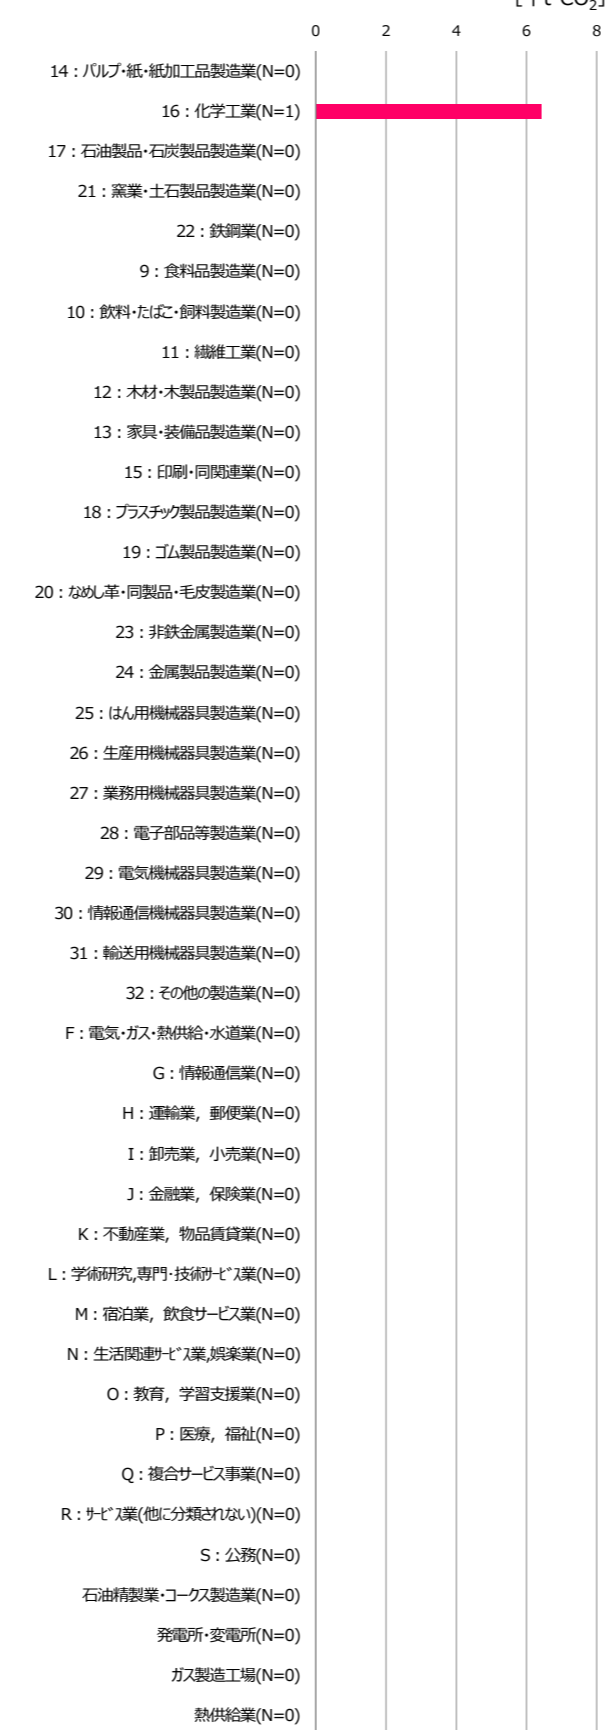 0 2 4 6 8
14：パルプ・紙・紙加工品製造業(N=0)
16：化学工業(N=1)
17：石油製品・石炭製品製造業(N=0)
21：窯業・土石製品製造業(N=0)
22：鉄鋼業(N=0)
9：食料品製造業(N=0)
10：飲料・たばこ・飼料製造業(N=0)
11：繊維工業(N=0)
12：木材・木製品製造業(N=0)
13：家具・装備品製造業(N=0)
15：印刷・同関連業(N=0)
18：プラスチック製品製造業(N=0)
19：ゴム製品製造業(N=0)
20：なめし革・同製品・毛皮製造業(N=0)
23：非鉄金属製造業(N=0)
24：金属製品製造業(N=0)
25：はん用機械器具製造業(N=0)
26：生産用機械器具製造業(N=0)
27：業務用機械器具製造業(N=0)
28：電子部品等製造業(N=0)
29：電気機械器具製造業(N=0)
30：情報通信機械器具製造業(N=0)
31：輸送用機械器具製造業(N=0)
32：その他の製造業(N=0)
F：電気・ガス・熱供給・水道業(N=0)
G：情報通信業(N=0)
H：運輸業，郵便業(N=0)
I：卸売業，小売業(N=0)
J：金融業，保険業(N=0)
K：不動産業，物品賃貸業(N=0)
L：学術研究,専門・技術ｻｰﾋﾞｽ業(N=0)
M：宿泊業，飲食サービス業(N=0)
N：生活関連ｻｰﾋﾞｽ業,娯楽業(N=0)
O：教育，学習支援業(N=0)
P：医療，福祉(N=0)
Q：複合サービス事業(N=0)
R：ｻｰﾋﾞｽ業(他に分類されない)(N=0)
S：公務(N=0)
石油精製業・コークス製造業(N=0)
発電所・変電所(N=0)
ガス製造工場(N=0)
熱供給業(N=0)